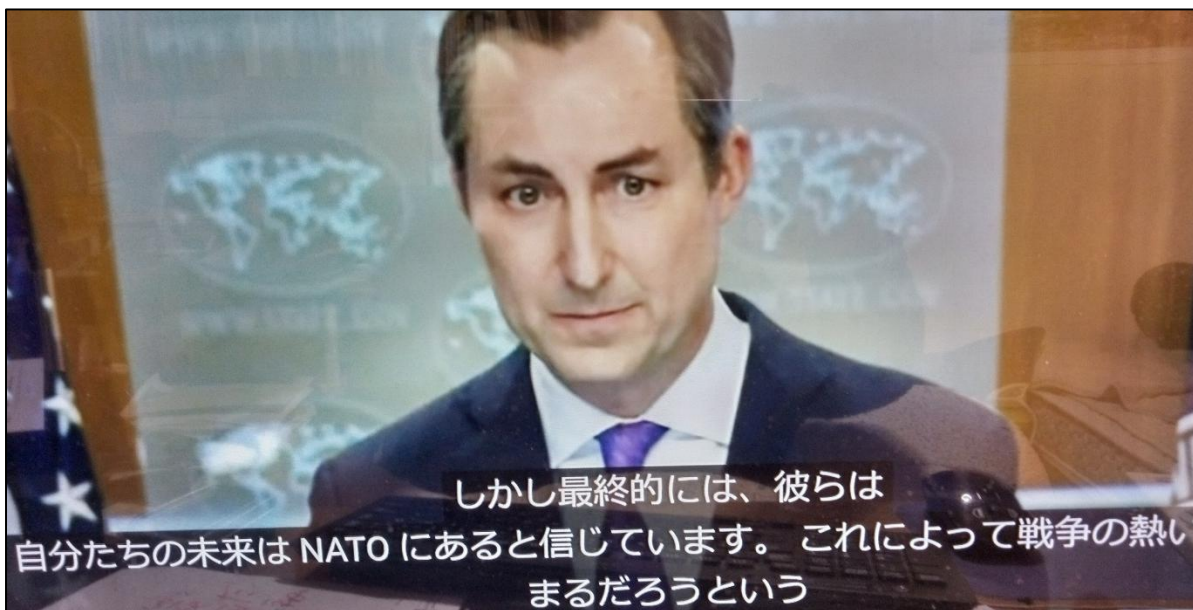 しかし最終的には、彼らは
自分たちの未来は NATO にあると信じています。 これによって戦争の熱い
まるだろうという